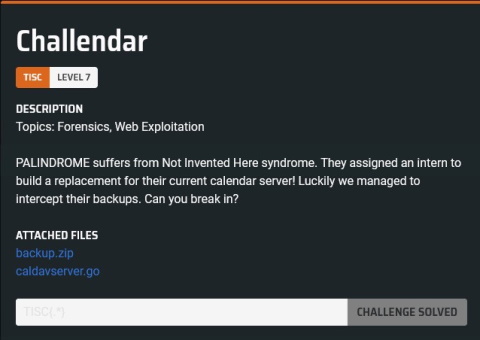 Challendar
TISC LEVEL 7
DESCRIPTION
Topics: Forensics, Web Exploitation
PALINDROME suffers from Not Invented Here syndrome. They assigned an intern to
build a replacement for their current calendar server! Luckily we managed to
intercept their backups. Can you break in?
ATTACHED FILES
backup.zip
caldavserver.go
TISC{.*} CHALLENGE SOLVED